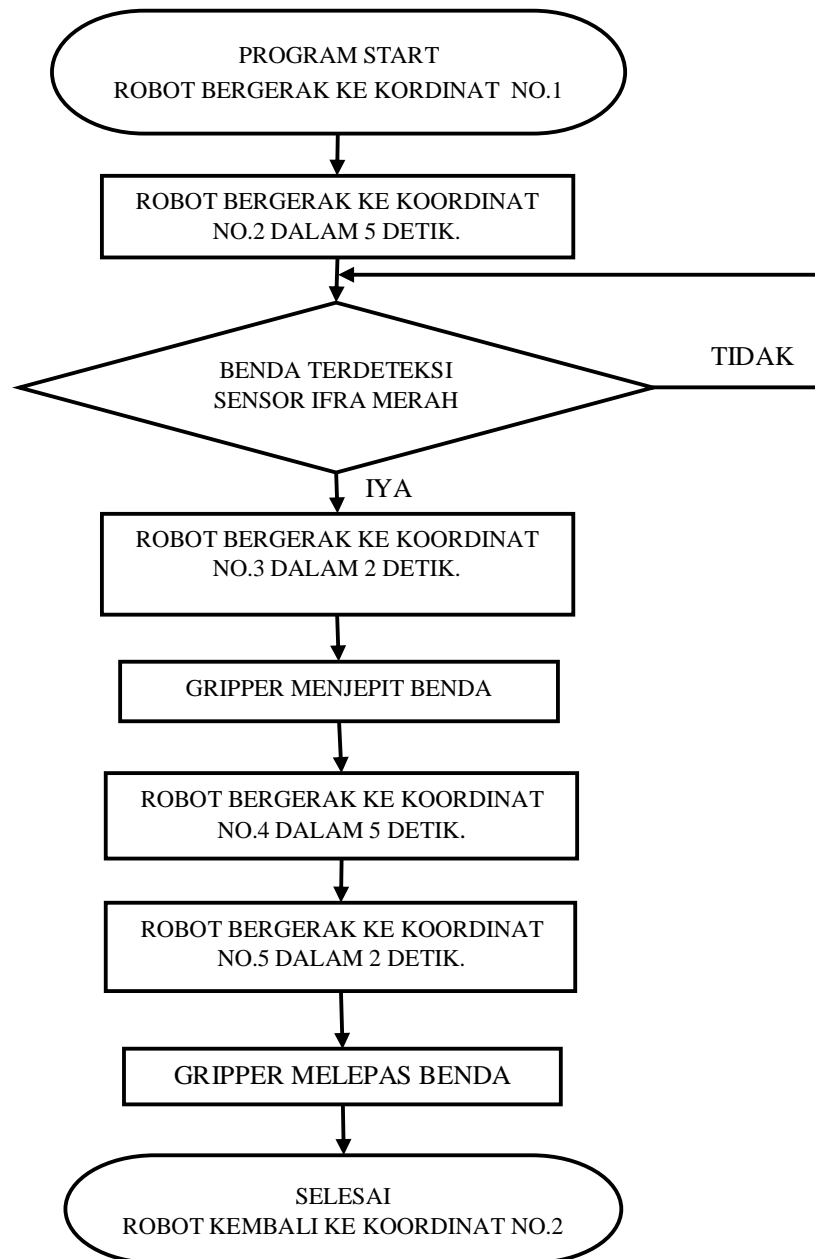 PROGRAM START
ROBOT BERGERAK KE KORDINAT NO.1
ROBOT BERGERAK KE KOORDINAT
NO.2 DALAM 5 DETIK.
BENDA TERDETEKSI
SENSOR IFRA MERAH
TIDAK
IYA
ROBOT BERGERAK KE KOORDINAT
NO.3 DALAM 2 DETIK.
GRIPPER MENJEPIT BENDA
ROBOT BERGERAK KE KOORDINAT
NO.4 DALAM 5 DETIK.
ROBOT BERGERAK KE KOORDINAT
NO.5 DALAM 2 DETIK.
GRIPPER MELEPAS BENDA
SELESAI
ROBOT KEMBALI KE KOORDINAT NO.2